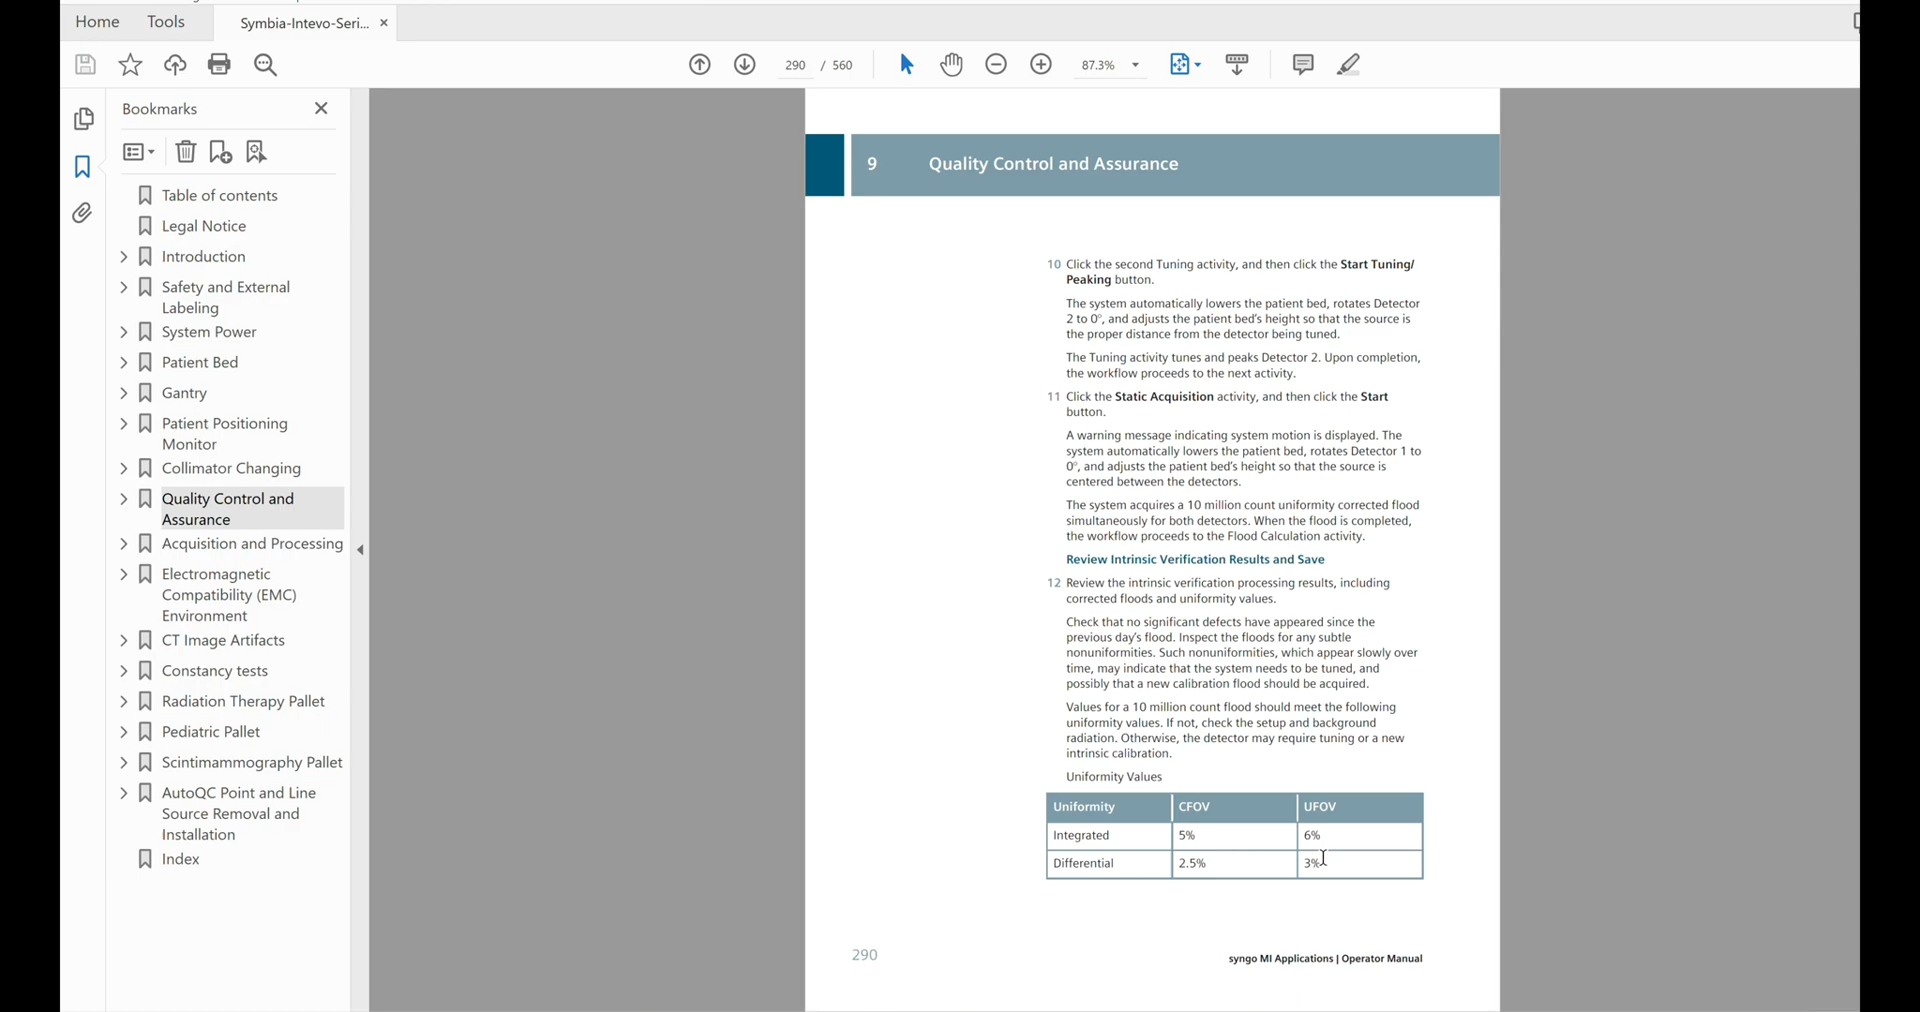 Home
Tools
Symbia-Intevo-Seri...
290 / 560
87.3%
Bookmarks
Table of contents
Legal Notice
Introduction
Safety and External
Labeling
System Power
Patient Bed
Gantry
Patient Positioning
Monitor
Collimator Changing
Quality Control and
Assurance
Acquisition and Processing
Electromagnetic
Compatibility (EMC)
Environment
CT Image Artifacts
Constancy tests
Radiation Therapy Pallet
Pediatric Pallet
Scintimammography Pallet
AutoQC Point and Line
Source Removal and
Installation
Index
9 Quality Control and Assurance
10 Click the second Tuning activity, and then click the Start Tuning/
Peaking button.
The system automatically lowers the patient bed, rotates Detector
2 to 0°, and adjusts the patient bed's height so that the source is
the proper distance from the detector being tuned.
The Tuning activity tunes and peaks Detector 2. Upon completion,
the workflow proceeds to the next activity.
11 Click the Static Acquisition activity, and then click the Start
button.
A warning message indicating system motion is displayed. The
system automatically lowers the patient bed, rotates Detector 1 to
0°, and adjusts the patient bed's height so that the source is
centered between the detectors.
The system acquires a 10 million count uniformity corrected flood
simultaneously for both detectors. When the flood is completed,
the workflow proceeds to the Flood Calculation activity.
Review Intrinsic Verification Results and Save
12 Review the intrinsic verification processing results, including
corrected floods and uniformity values.
Check that no significant defects have appeared since the
previous day's flood. Inspect the floods for any subtle
nonuniformities. Such nonuniformities, which appear slowly over
time, may indicate that the system needs to be tuned, and
possibly that a new calibration flood should be acquired.
Values for a 10 million count flood should meet the following
uniformity values. If not, check the setup and background
radiation. Otherwise, the detector may require tuning or a new
intrinsic calibration.
Uniformity Values
Uniformity CFOV UFOV
Integrated 5% 6%
Differential 2.5% 3%
290
syngo MI Applications | Operator Manual